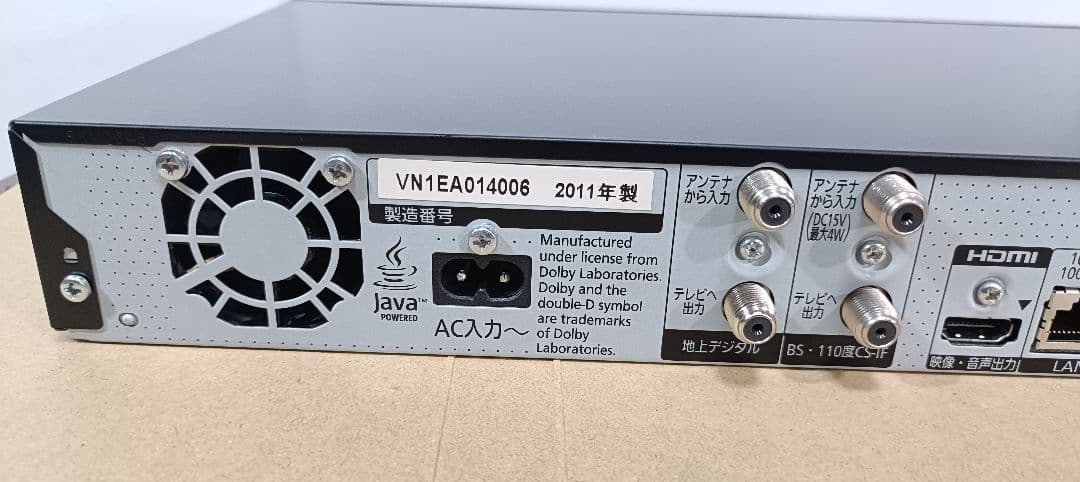 VN1EA014006 2011年製
製造番号
Java™
POWERED
AC入力～
Manufactured
under license from
Dolby Laboratories.
Dolby and the
double-D symbol
are trademarks
of Dolby
Laboratories.
アンテナ
から入力
テレビへ
出力
地上デジタル
アンテナ
から入力
(DC15V
最大4W)
テレビへ
出力
BS・110度CS-IF
HDMI
映像・音声出力
LAN